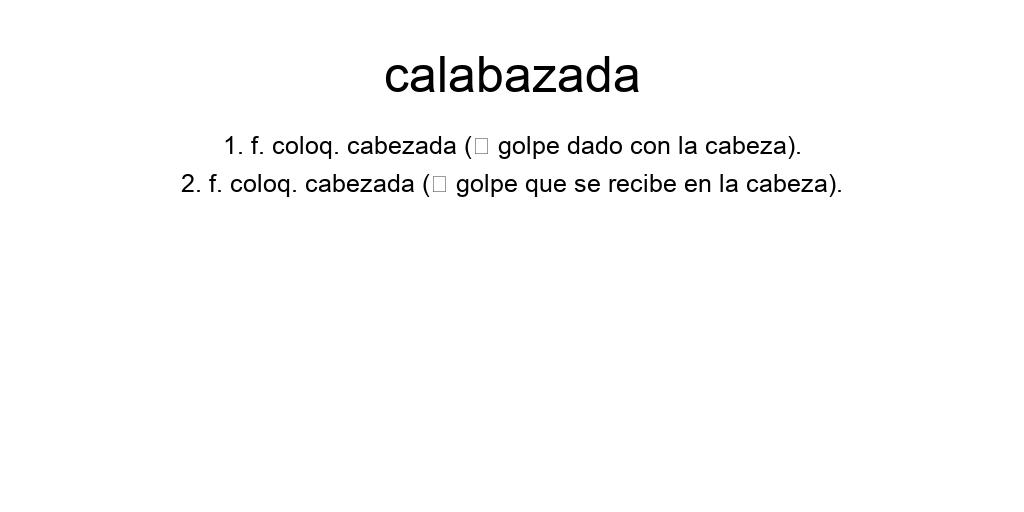 calabazada
1. f. coloq. cabezada (□ golpe dado con la cabeza).
2. f. coloq. cabezada (□ golpe que se recibe en la cabeza).